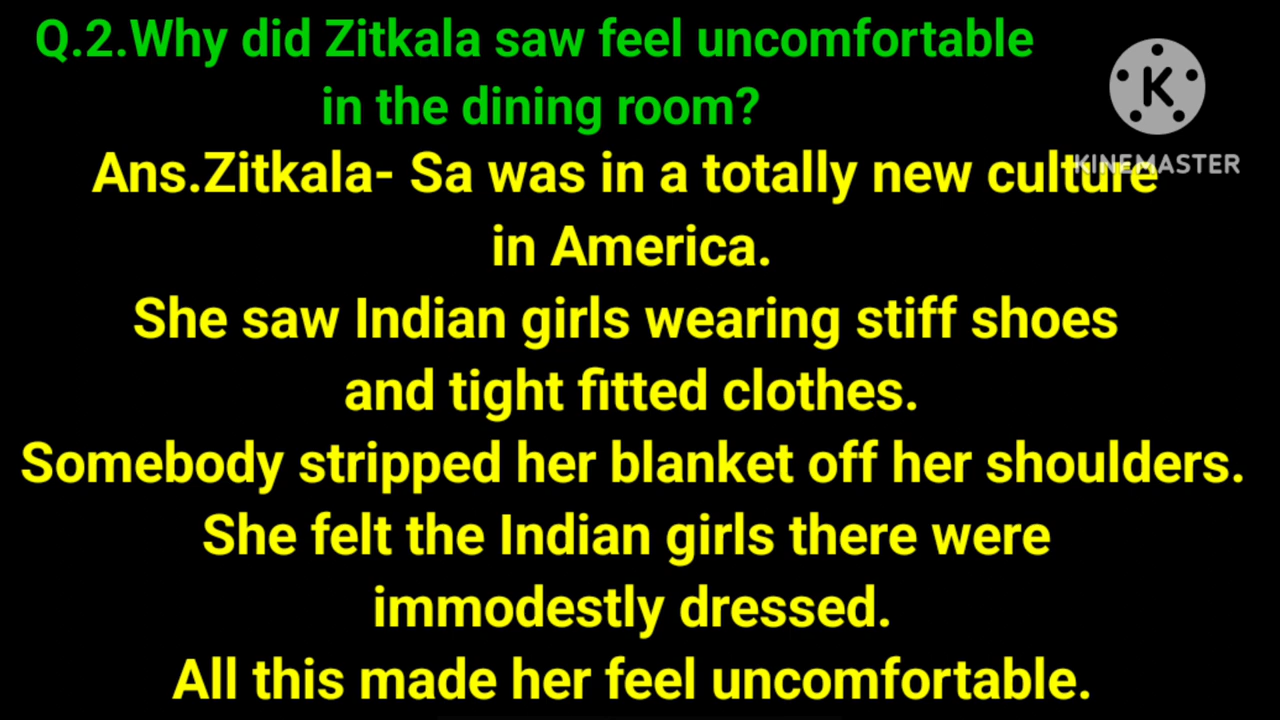 Q.2.Why did Zitkala saw feel uncomfortable
in the dining room?
K
KINEMASTER
Ans.Zitkala- Sa was in a totally new culture
in America.
She saw Indian girls wearing stiff shoes
and tight fitted clothes.
Somebody stripped her blanket off her shoulders.
She felt the Indian girls there were
immodestly dressed.
All this made her feel uncomfortable.